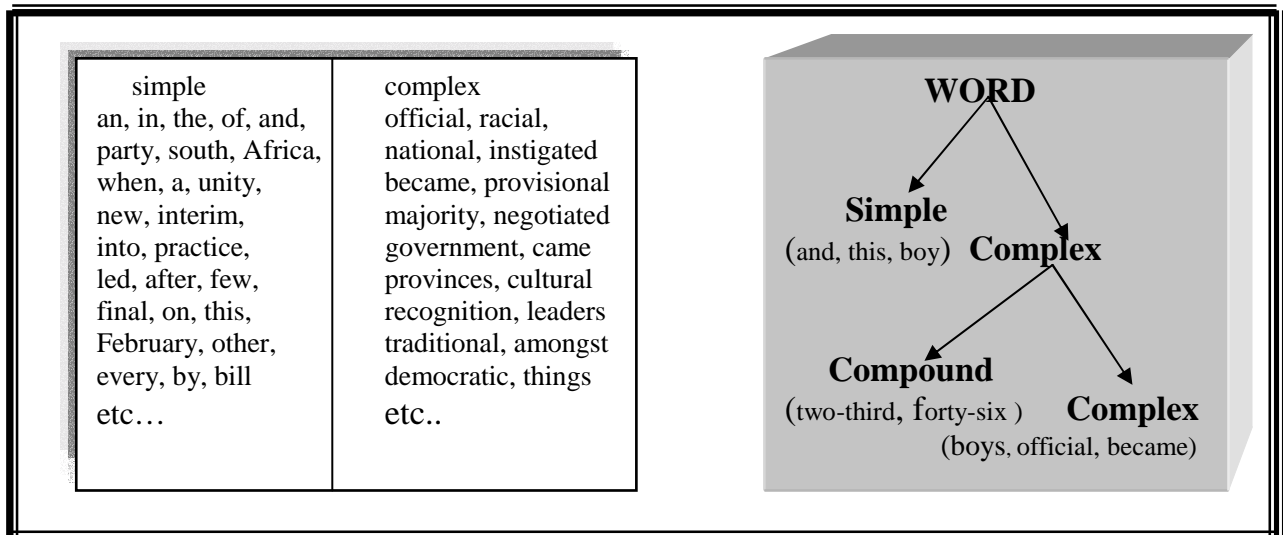 simple
an, in, the, of, and,
party, south, Africa,
when, a, unity,
new, interim,
into, practice,
led, after, few,
final, on, this,
February, other,
every, by, bill
etc…
complex
official, racial,
national, instigated
became, provisional
majority, negotiated
government, came
provinces, cultural
recognition, leaders
traditional, amongst
democratic, things
etc..
WORD
Simple
(and, this, boy)
Complex
Compound
(two-third, forty-six )
Complex
(boys, official, became)